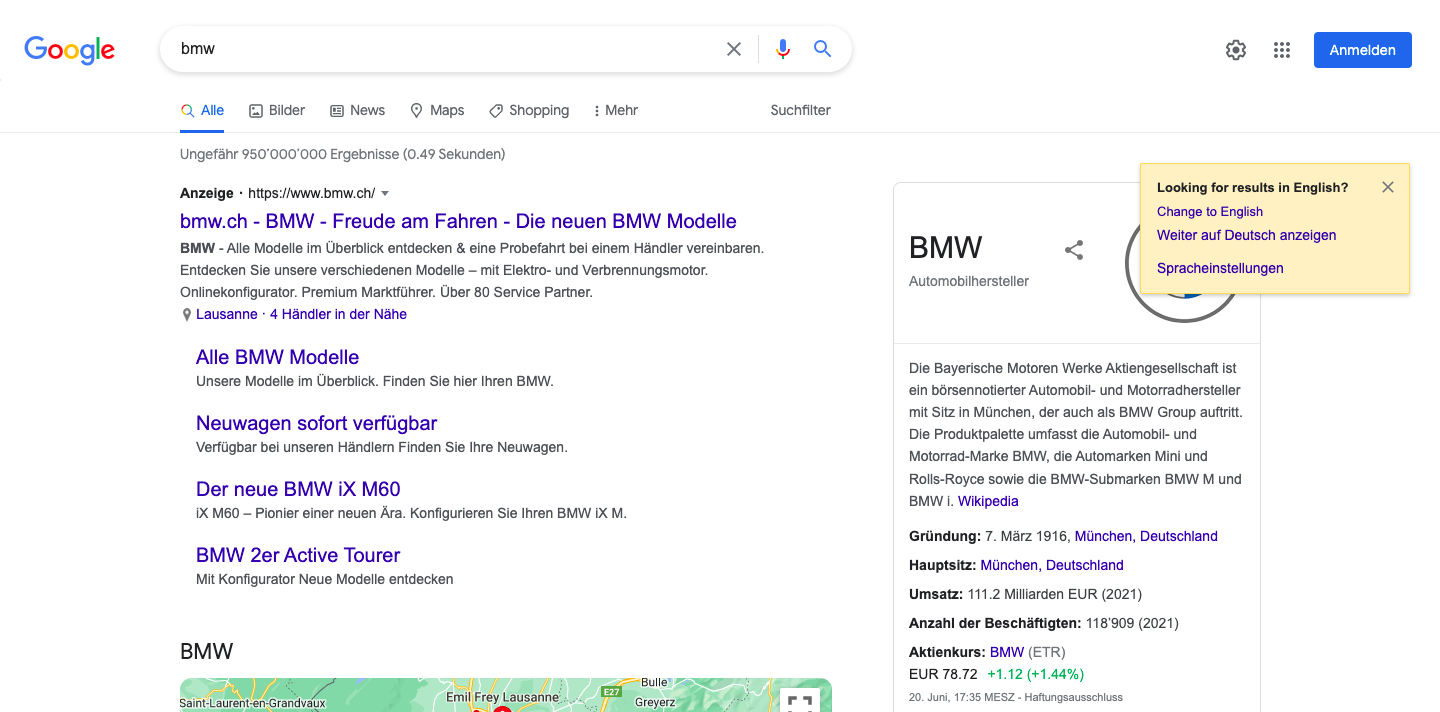 Google
bmw
Anmelden
Alle
Bilder
News
Maps
Shopping
Mehr
Suchfilter
Ungefähr 950’000’000 Ergebnisse (0.49 Sekunden)
Anzeige · https://www.bmw.ch/
bmw.ch - BMW - Freude am Fahren - Die neuen BMW Modelle
BMW - Alle Modelle im Überblick entdecken & eine Probefahrt bei einem Händler vereinbaren.
Entdecken Sie unsere verschiedenen Modelle – mit Elektro- und Verbrennungsmotor.
Onlinekonfigurator. Premium Marktführer. Über 80 Service Partner.
Lausanne · 4 Händler in der Nähe
Alle BMW Modelle
Unsere Modelle im Überblick. Finden Sie hier Ihren BMW.
Neuwagen sofort verfügbar
Verfügbar bei unseren Händlern Finden Sie Ihre Neuwagen.
Der neue BMW iX M60
iX M60 – Pionier einer neuen Ära. Konfigurieren Sie Ihren BMW iX M.
BMW 2er Active Tourer
Mit Konfigurator Neue Modelle entdecken
BMW
Saint-Laurent-en-Grandvaux
Emil Frey Lausanne
E27
Bulle
Greyerz
Looking for results in English?
Change to English
Weiter auf Deutsch anzeigen
Spracheinstellungen
BMW
Automobilhersteller
Die Bayerische Motoren Werke Aktiengesellschaft ist
ein börsennotierter Automobil- und Motorradhersteller
mit Sitz in München, der auch als BMW Group auftritt.
Die Produktpalette umfasst die Automobil- und
Motorrad-Marke BMW, die Automarken Mini und
Rolls-Royce sowie die BMW-Submarken BMW M und
BMW i. Wikipedia
Gründung: 7. März 1916, München, Deutschland
Hauptsitz: München, Deutschland
Umsatz: 111.2 Milliarden EUR (2021)
Anzahl der Beschäftigten: 118’909 (2021)
Aktienkurs: BMW (ETR)
EUR 78.72 +1.12 (+1.44%)
20. Juni, 17:35 MESZ - Haftungsausschluss